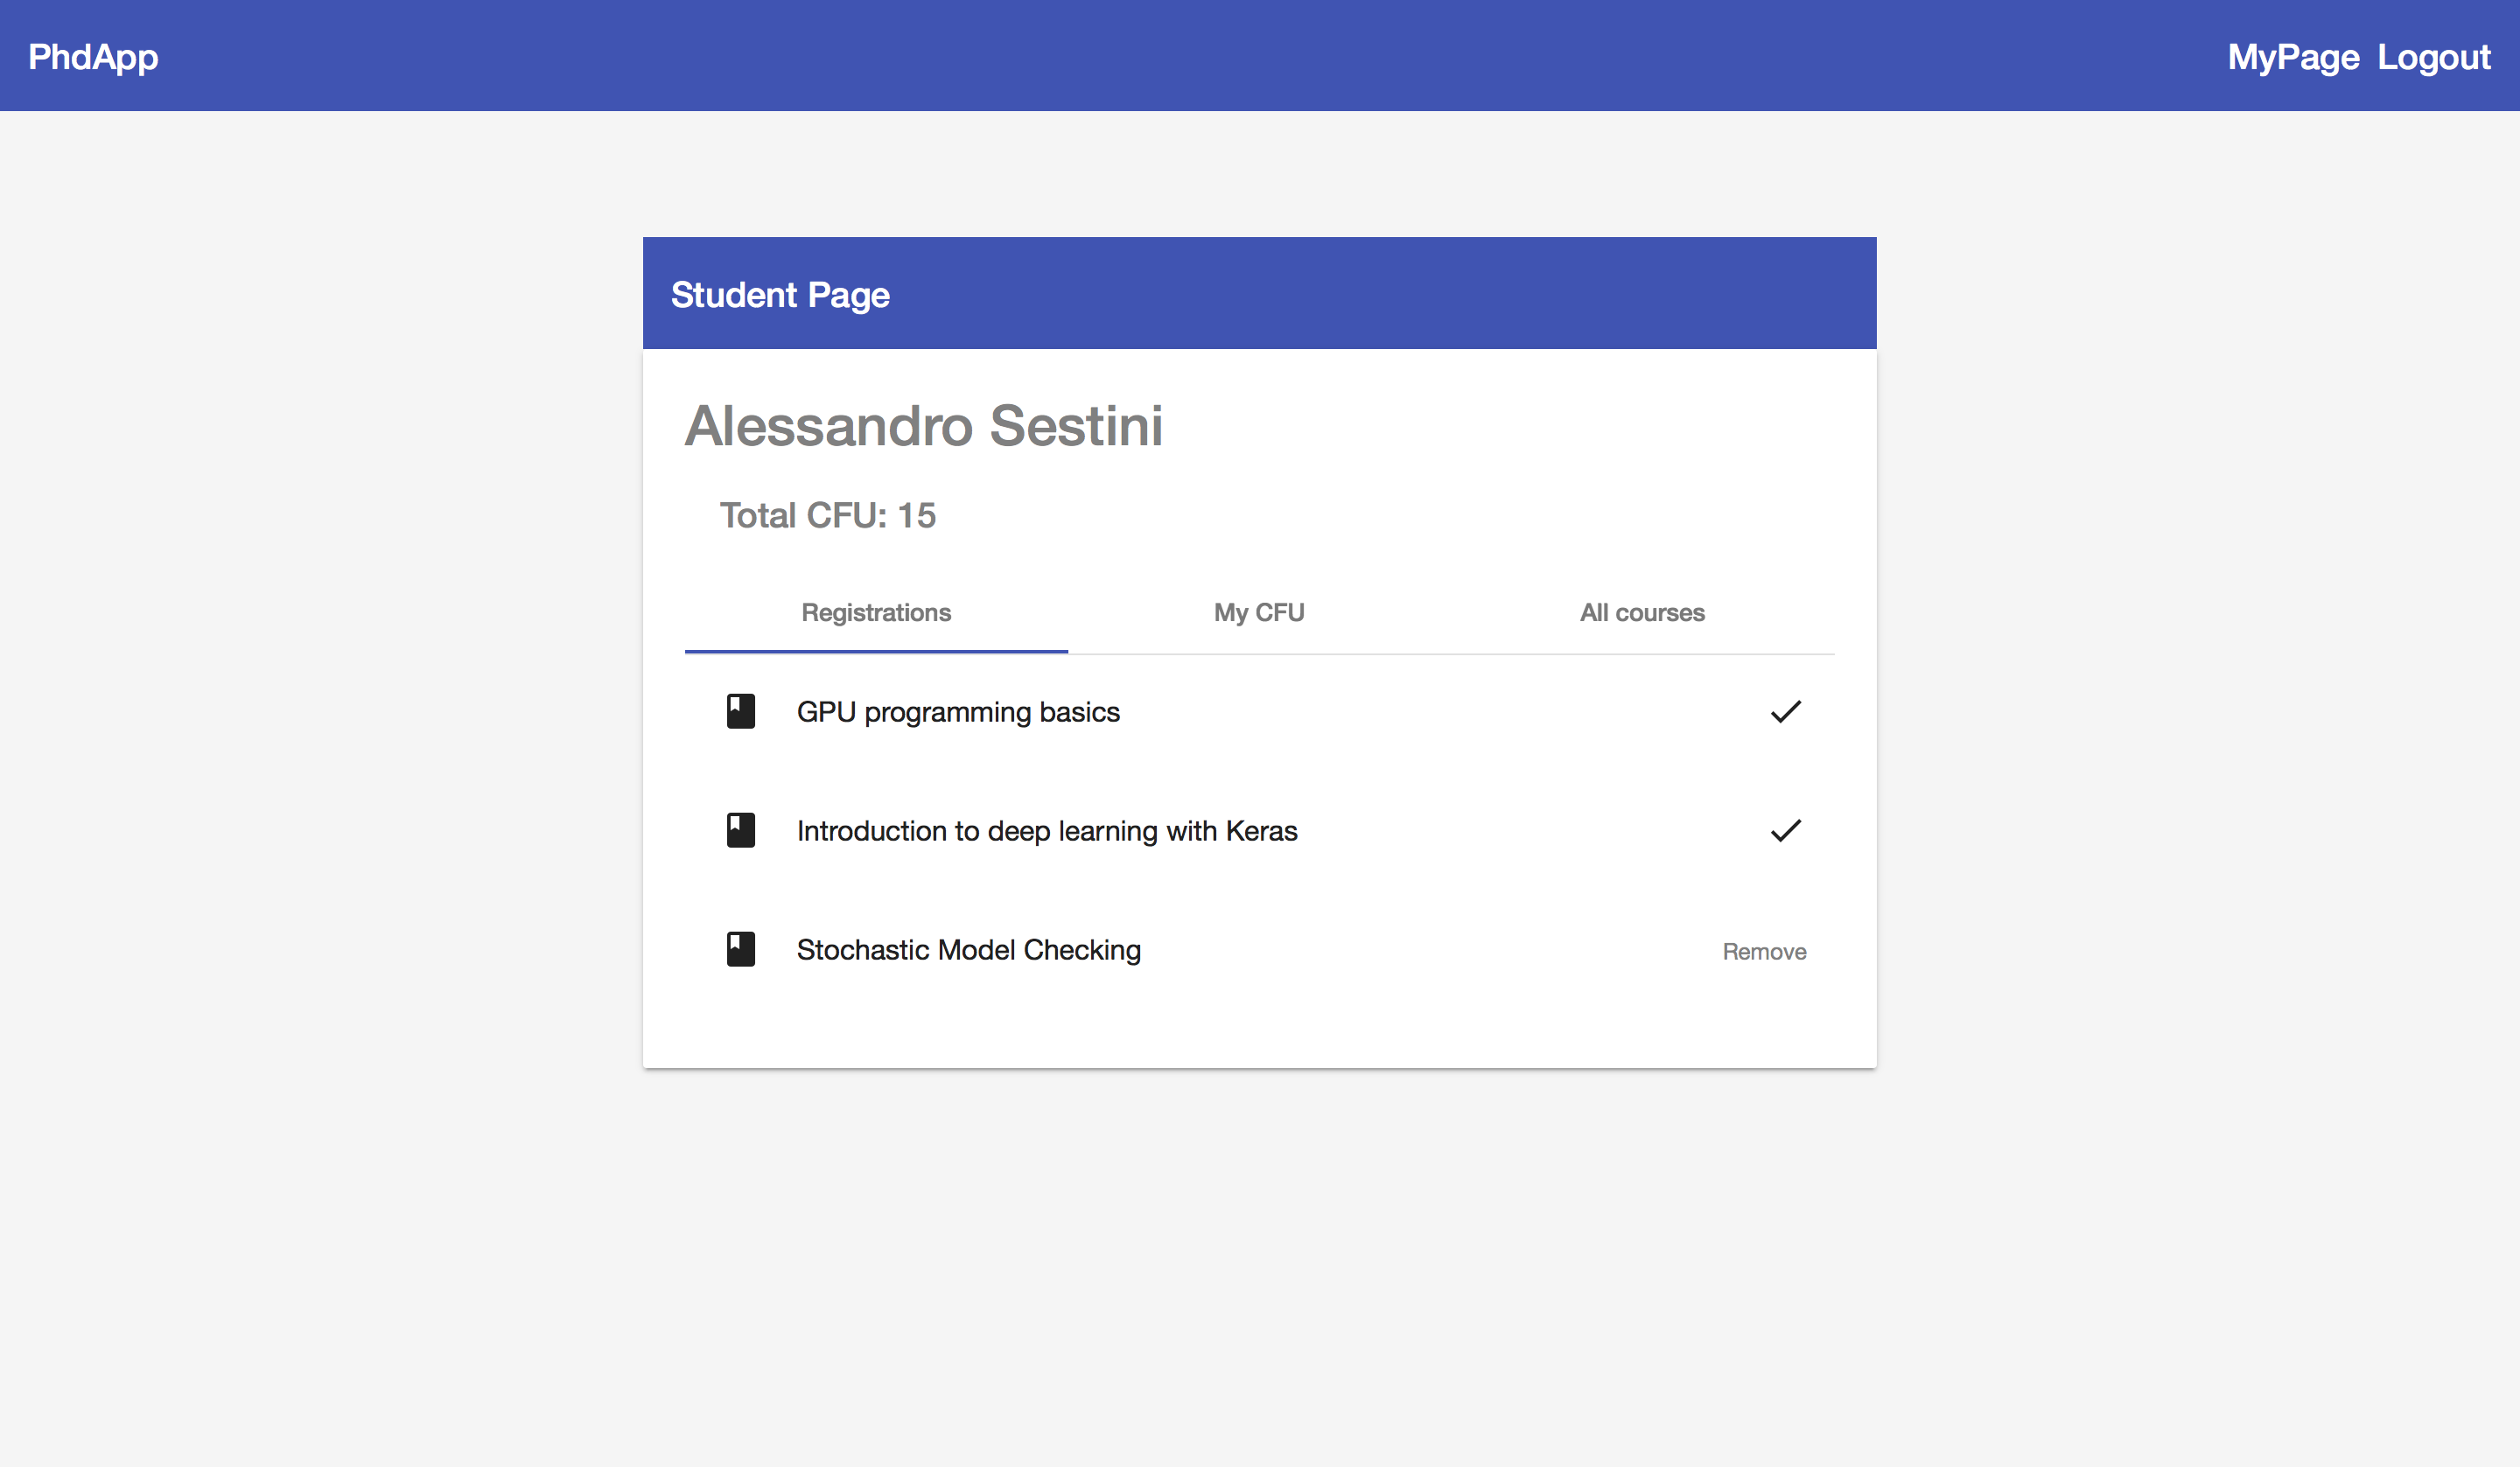 PhdApp MyPage Logout
Student Page
Alessandro Sestini
Total CFU: 15
Registrations My CFU All courses
GPU programming basics
Introduction to deep learning with Keras
Stochastic Model Checking Remove